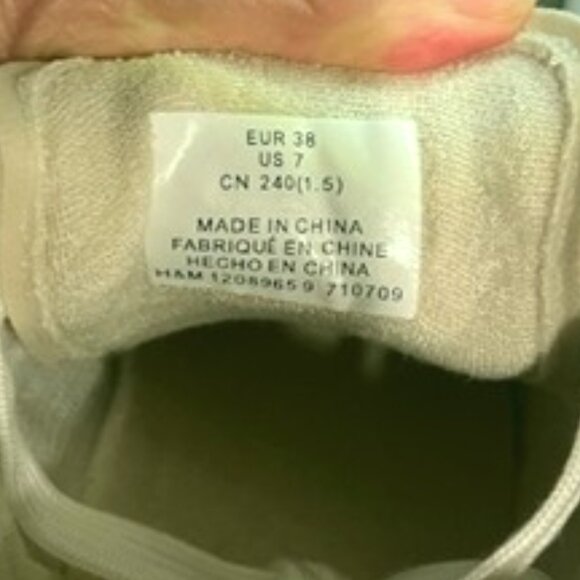 EUR 38
US 7
CN 240(1.5)
MADE IN CHINA
FABRIQUÉ EN CHINE
HECHO EN CHINA
HAM 12089659 710709